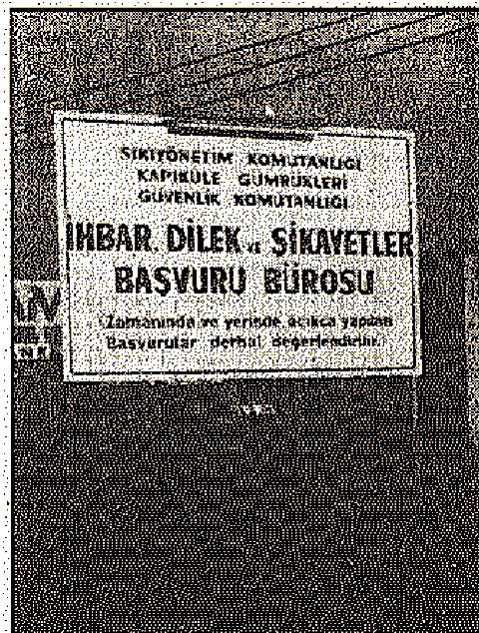 SIKIYÖNETİM KOMUTANLIĞI
KAPIKULE GÜMRÜKLERİ
GÜVENLİK KOMUTANLIĞI
İHBAR, DİLEK ve ŞİKAYETLER
BAŞVURU BÜROSU
Zamanında ve yerinde açıkca yapılan
Başvurular derhal değerlendirilir.